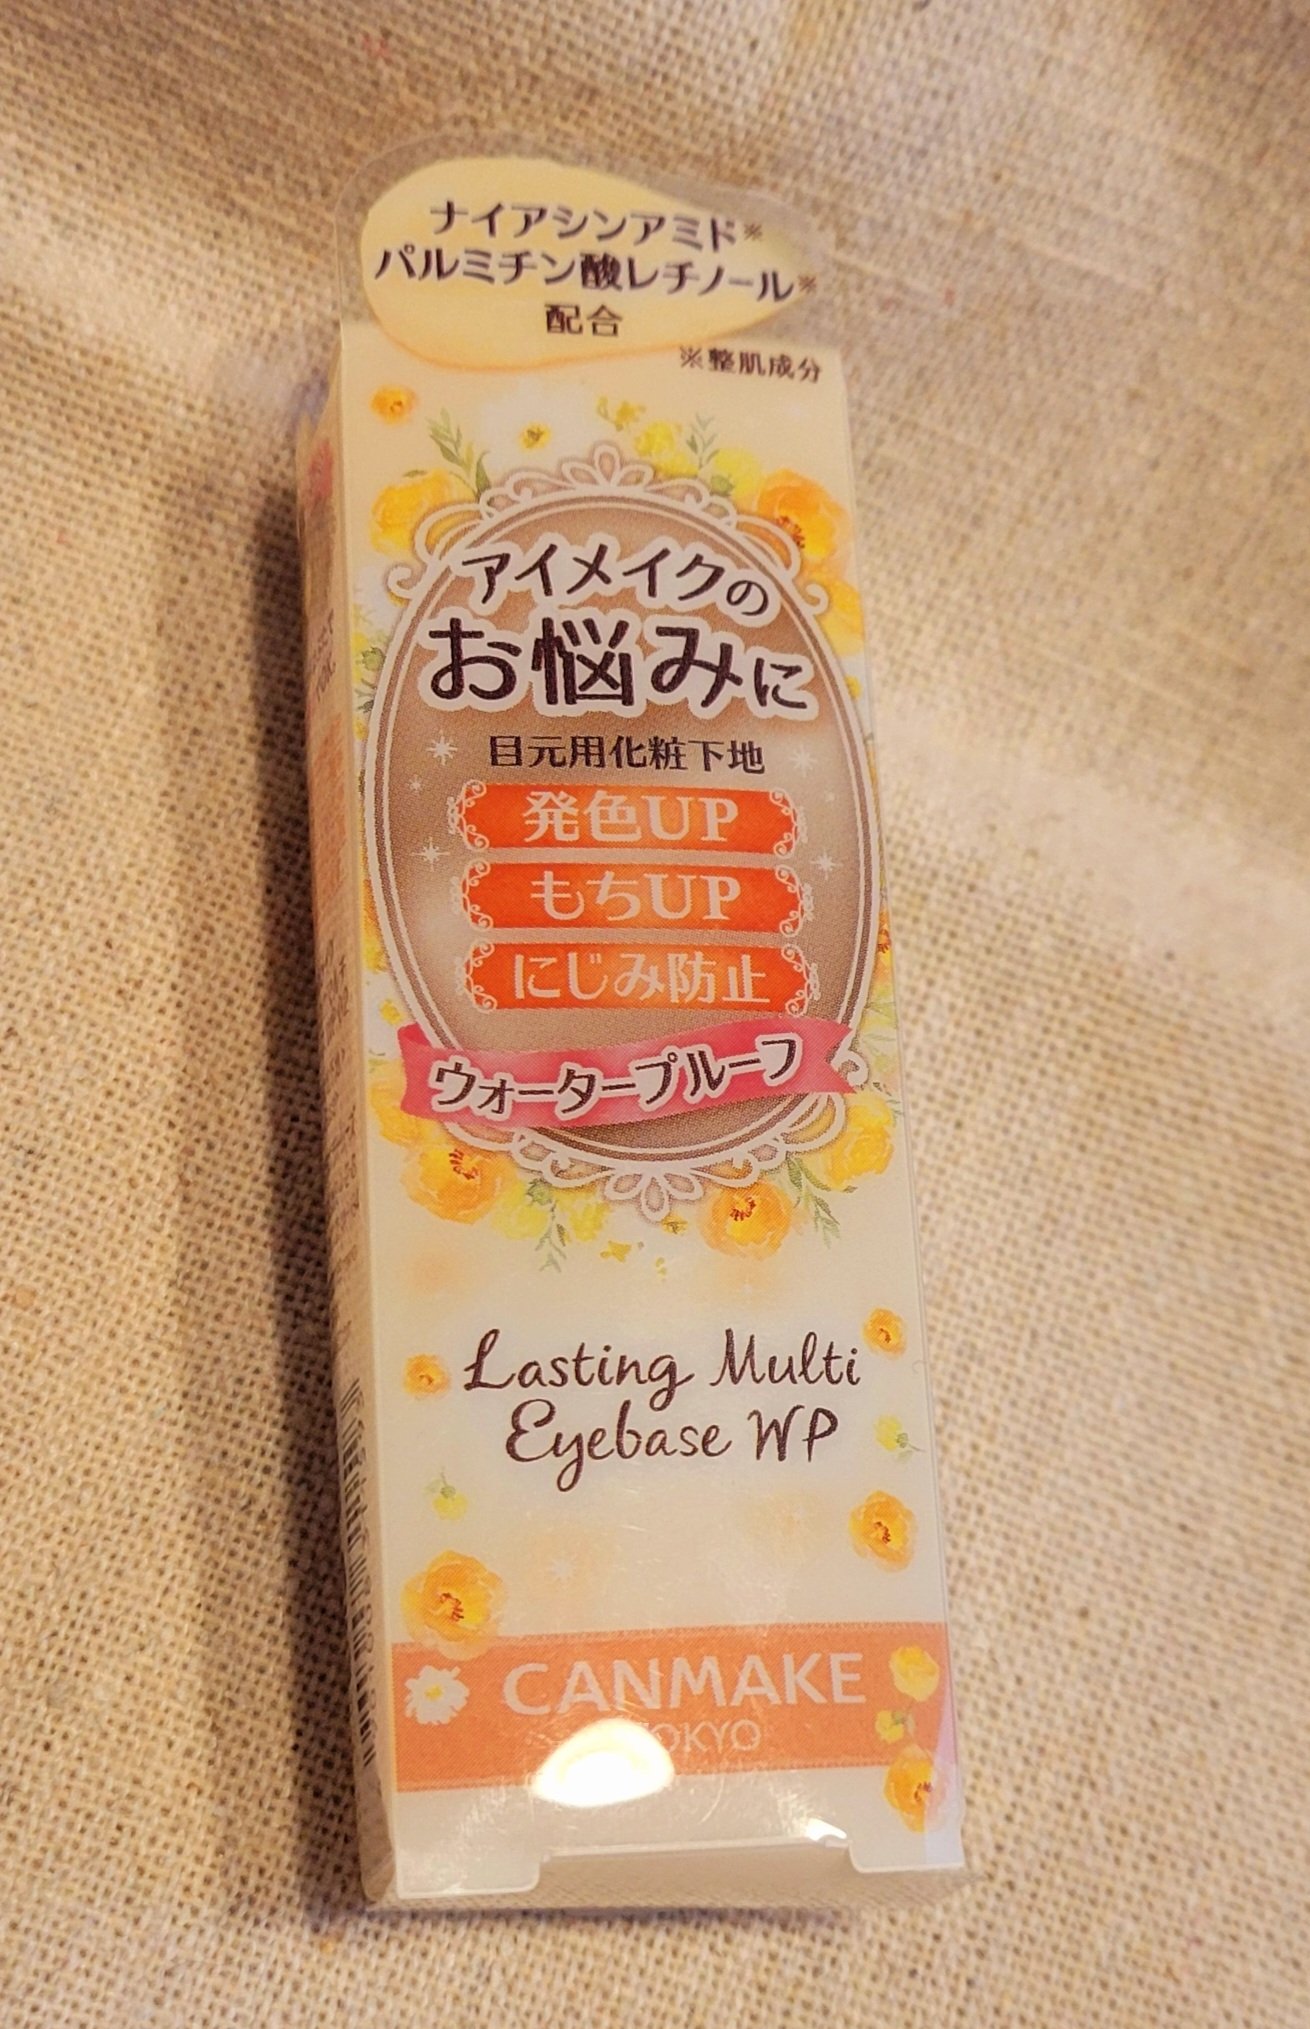 ナイアシンアミド※
パルミチン酸レチノール※
配合
※整肌成分
アイメイクの
お悩みに
目元用化粧下地
発色UP
もちUP
にじみ防止
ウォータープルーフ
Lasting Multi
Eyebase WP
CANMAKE
TOKYO